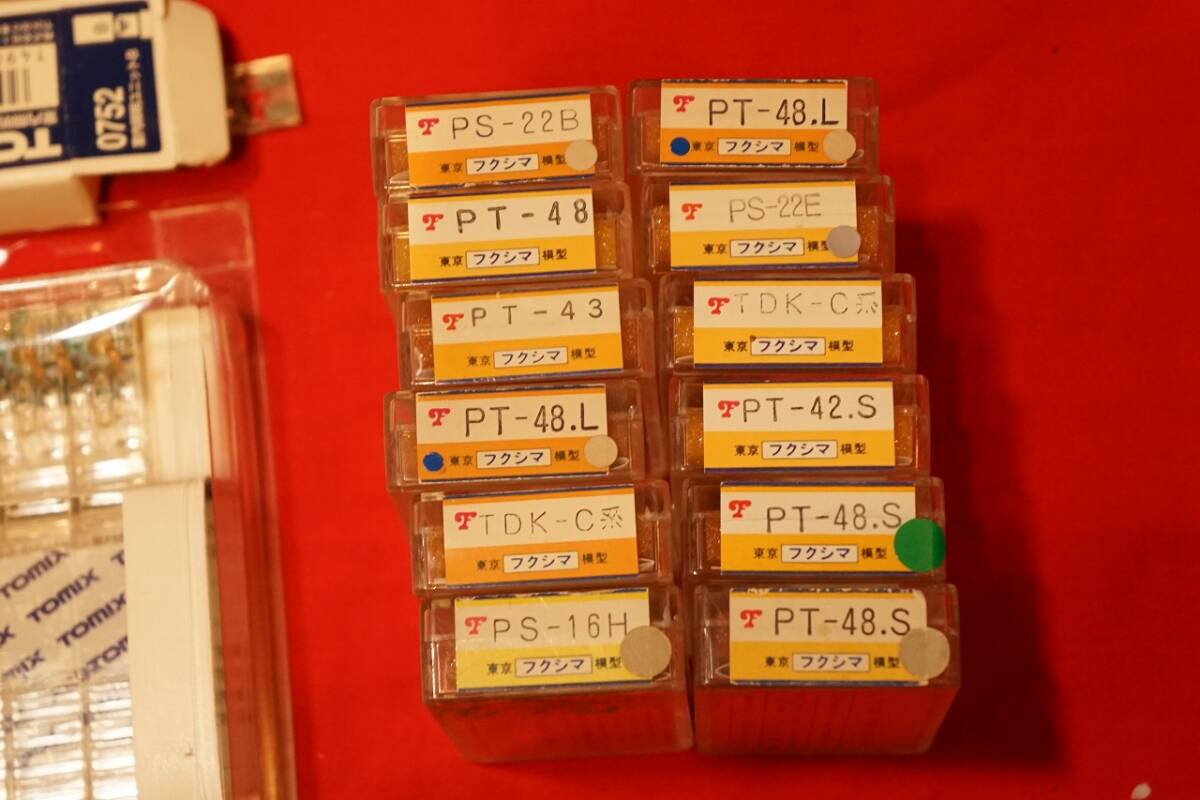 0752
PS-22B
東京 フクシマ 模型
PT-48
東京 フクシマ 模型
PT-43
東京 フクシマ 模型
PT-48.L
東京 フクシマ 模型
TDK-C系
東京 フクシマ 模型
PS-16H
東京 フクシマ 模型
PT-48.L
東京 フクシマ 模型
PS-22E
東京 フクシマ 模型
TDK-C系
東京 フクシマ 模型
PT-42.S
東京 フクシマ 模型
PT-48.S
東京 フクシマ 模型
PT-48.S
東京 フクシマ 模型
TOMIX
TOMIX
TOMIX